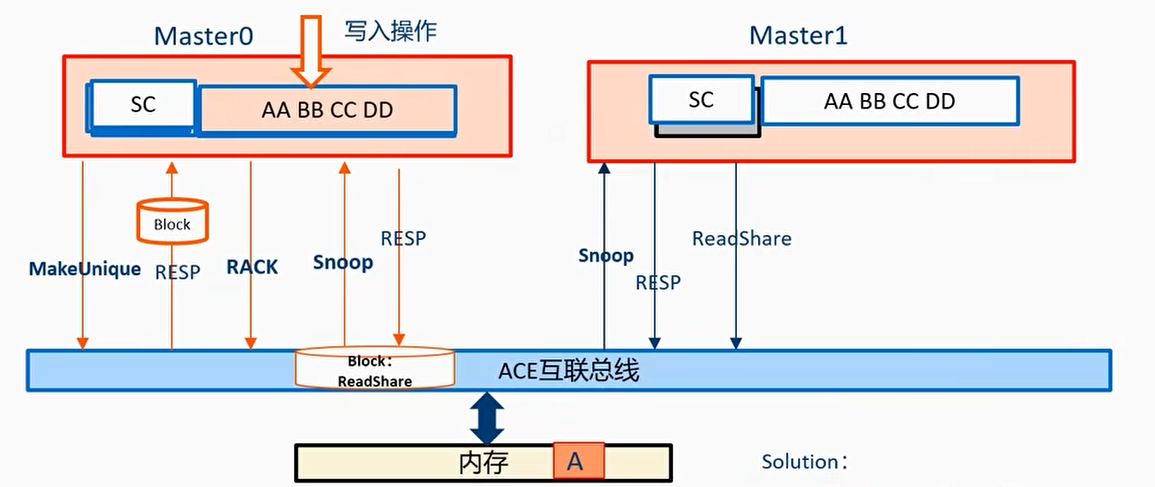 Master0
写入操作
Master1
SC
AA BB CC DD
SC
AA BB CC DD
Block
MakeUnique
RESP
RACK
Snoop
RESP
Snoop
RESP
ReadShare
Block:
ReadShare
ACE互联总线
内存
A
Solution: